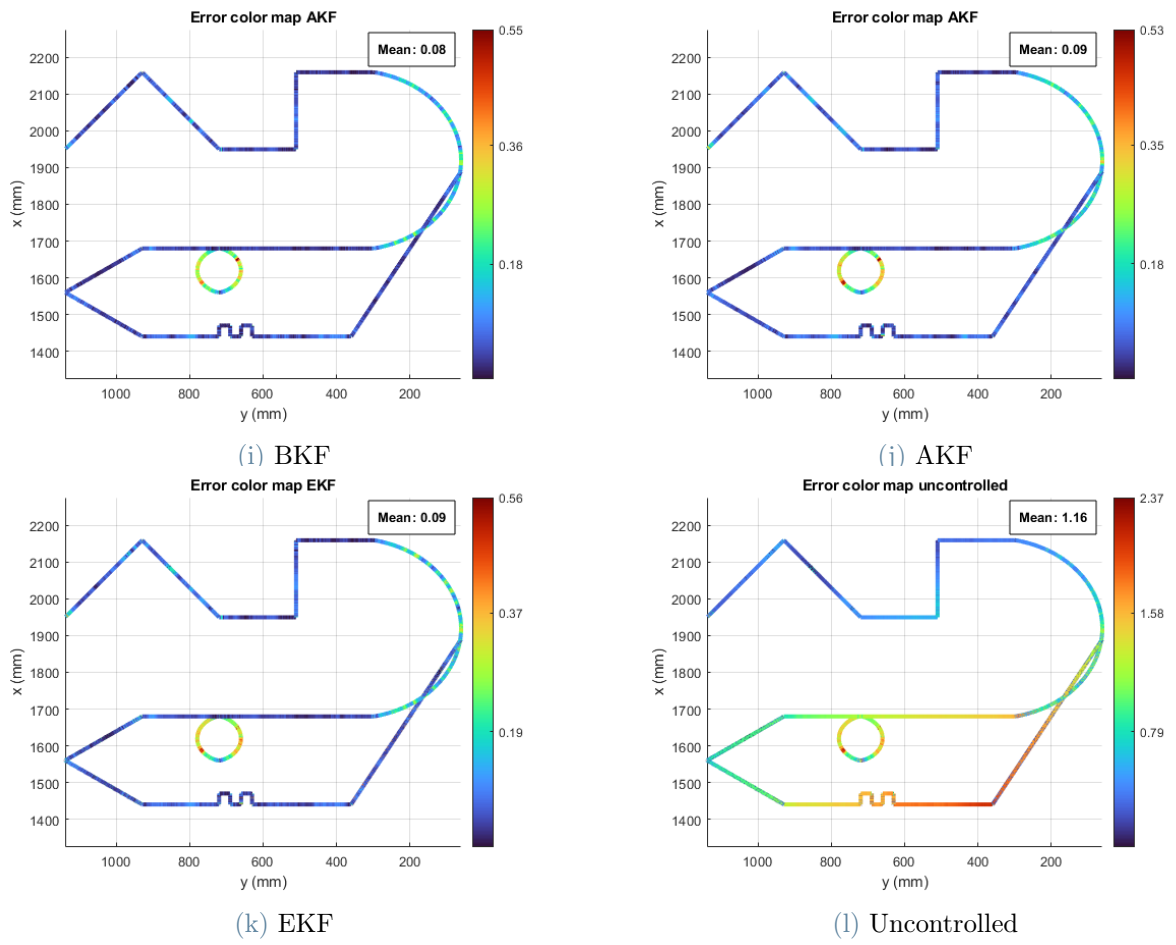 Error color map AKF
Mean: 0.08
0.55
0.36
0.18
2200
2100
2000
1900
1800
1700
1600
1500
1400
x (mm)
1000 800 600 400 200
y (mm)
(i) BKF
Error color map AKF
Mean: 0.09
0.53
0.35
0.18
2200
2100
2000
1900
1800
1700
1600
1500
1400
x (mm)
1000 800 600 400 200
y (mm)
(j) AKF
Error color map EKF
Mean: 0.09
0.56
0.37
0.19
2200
2100
2000
1900
1800
1700
1600
1500
1400
x (mm)
1000 800 600 400 200
y (mm)
(k) EKF
Error color map uncontrolled
Mean: 1.16
2.37
1.58
0.79
2200
2100
2000
1900
1800
1700
1600
1500
1400
x (mm)
1000 800 600 400 200
y (mm)
(l) Uncontrolled